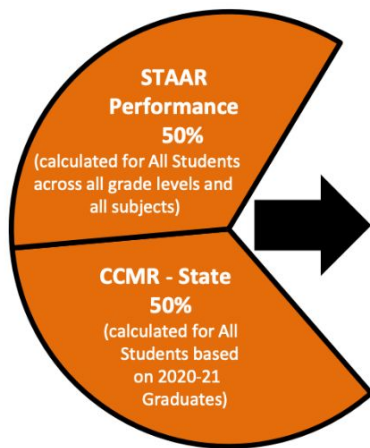 STAAR
Performance
50%
(calculated for All Students
across all grade levels and
all subjects)
CCMR - State
50%
(calculated for All
Students based
on 2020-21
Graduates)